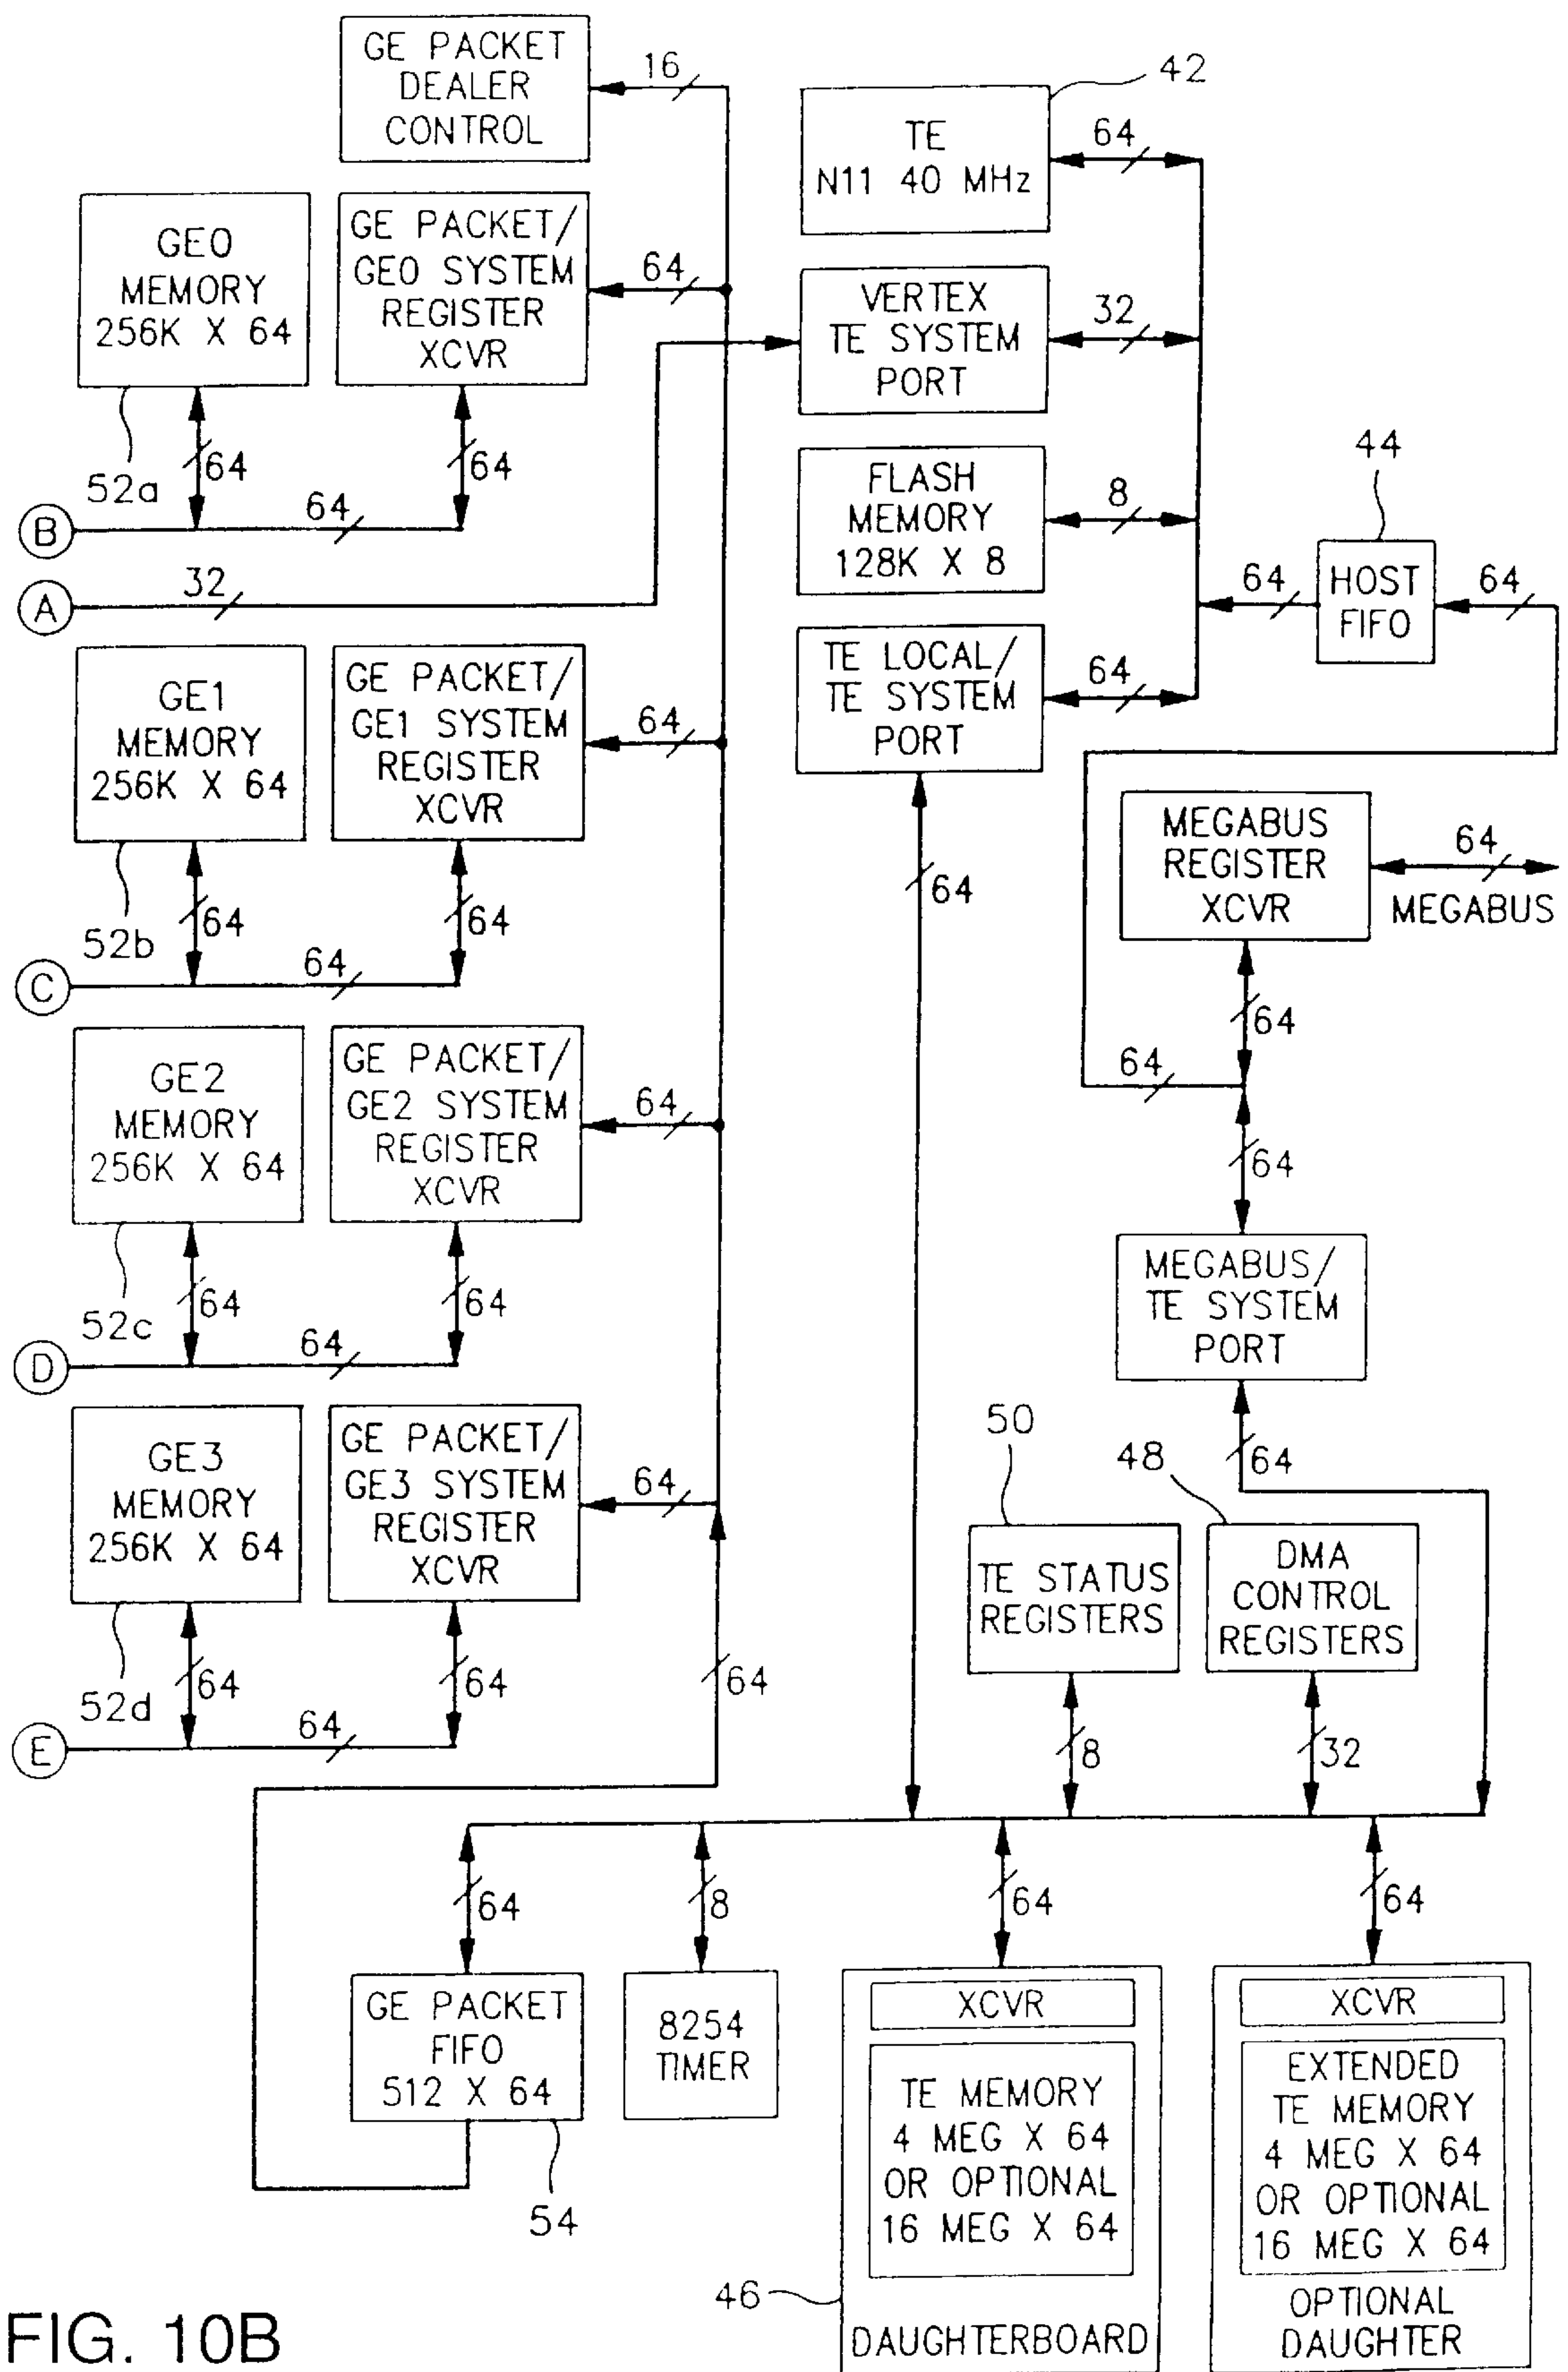 GE PACKET
DEALER
CONTROL
16
42
TE
N11 40 MHz
64
GE0
MEMORY
256K X 64
GE PACKET/
GE0 SYSTEM
REGISTER
XCVR
64
VERTEX
TE SYSTEM
PORT
32
52a
64
64
B
64
FLASH
MEMORY
128K X 8
8
44
A
32
64
HOST
FIFO
64
GE1
MEMORY
256K X 64
GE PACKET/
GE1 SYSTEM
REGISTER
XCVR
64
TE LOCAL/
TE SYSTEM
PORT
64
64
MEGABUS
REGISTER
XCVR
64
MEGABUS
52b
64
64
C
64
64
64
64
GE2
MEMORY
256K X 64
GE PACKET/
GE2 SYSTEM
REGISTER
XCVR
64
MEGABUS/
TE SYSTEM
PORT
52c
64
64
D
64
64
GE3
MEMORY
256K X 64
GE PACKET/
GE3 SYSTEM
REGISTER
XCVR
64
50
TE STATUS
REGISTERS
48
DMA
CONTROL
REGISTERS
52d
64
64
64
E
64
8
32
64
8
64
64
GE PACKET
FIFO
512 X 64
54
8254
TIMER
XCVR
TE MEMORY
4 MEG X 64
OR OPTIONAL
16 MEG X 64
46
DAUGHTERBOARD
XCVR
EXTENDED
TE MEMORY
4 MEG X 64
OR OPTIONAL
16 MEG X 64
OPTIONAL
DAUGHTER
FIG. 10B